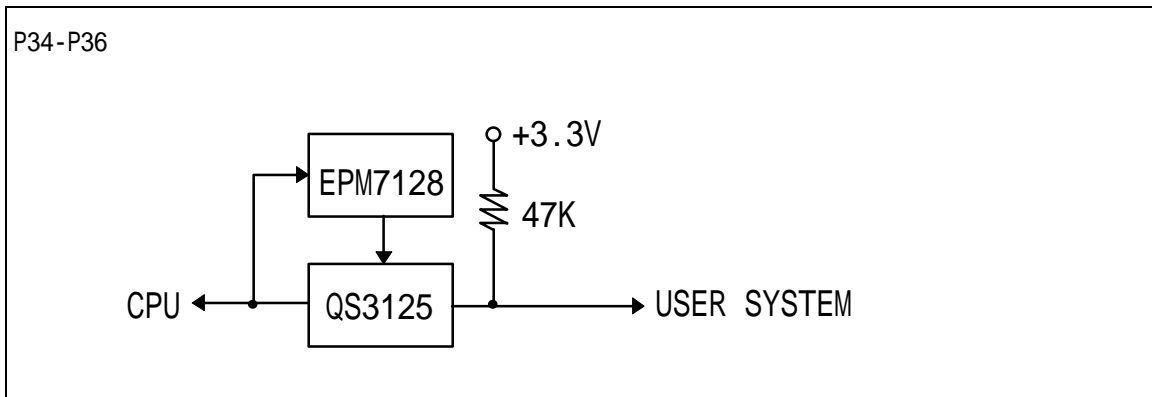 P34-P36
+3.3V
EPM7128
47K
CPU
QS3125
USER SYSTEM